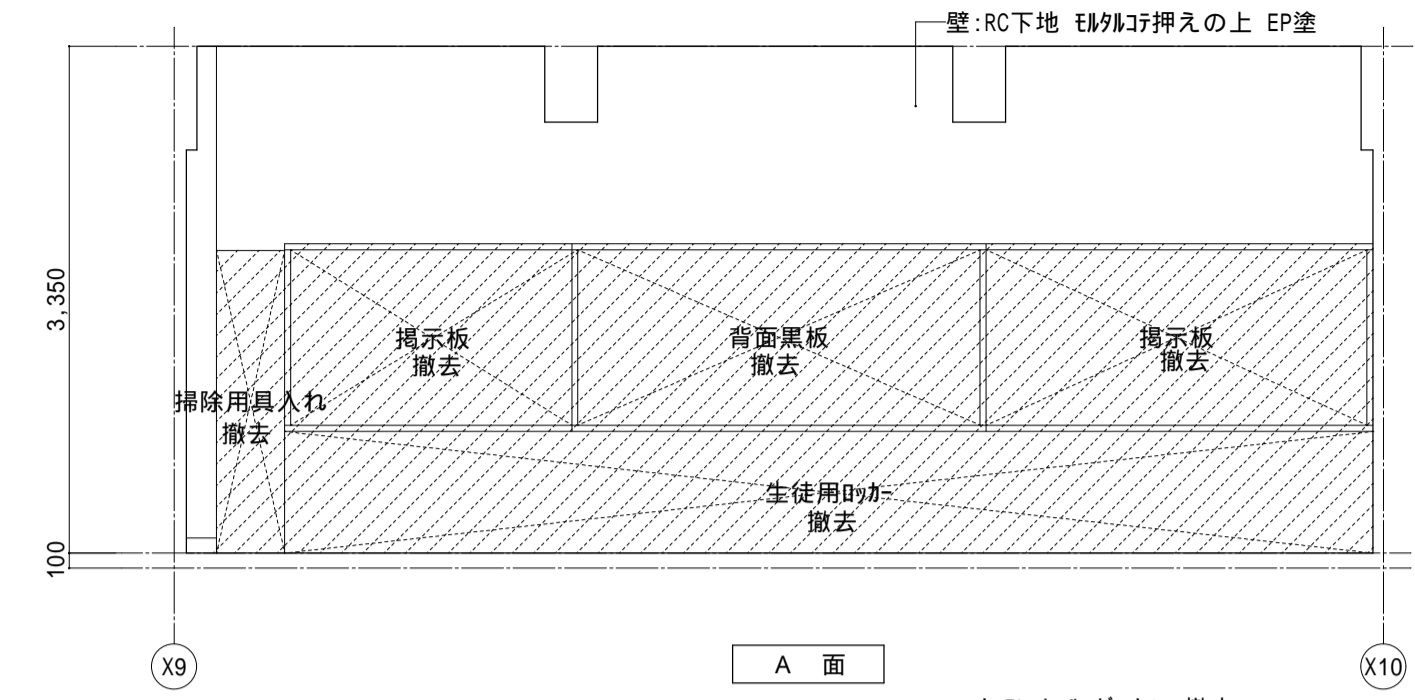 壁:RC下地 ﾓﾙﾀﾙｺﾃ押えの上 EP塗
3,350
100
掲示板
撤去
背面黒板
撤去
掲示板
撤去
掃除用具入れ
撤去
生徒用ﾛｯｶｰ
撤去
X9
A 面
X10